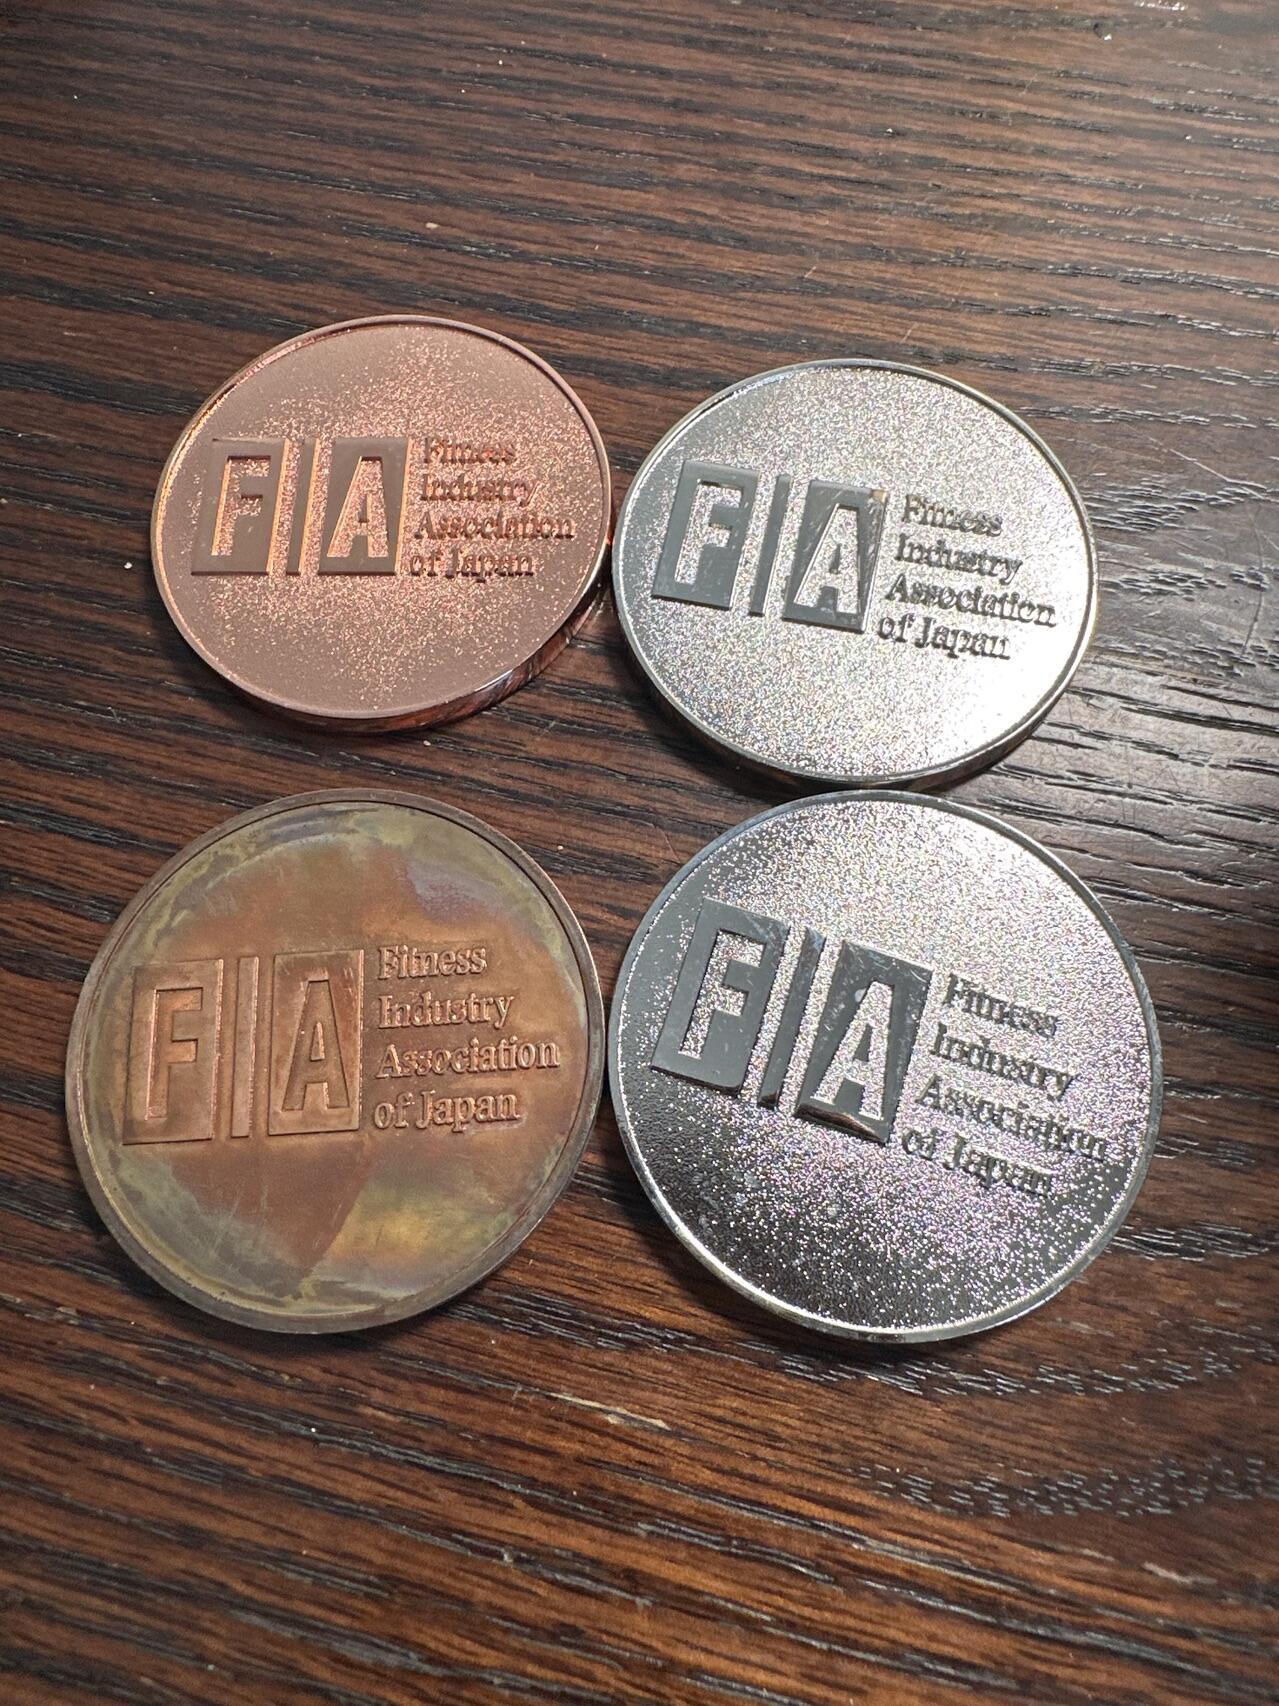 F|A
Fitness
Industry
Association
of Japan
F|A
Fitness
Industry
Association
of Japan
F|A
Fitness
Industry
Association
of Japan
F|A
Fitness
Industry
Association
of Japan